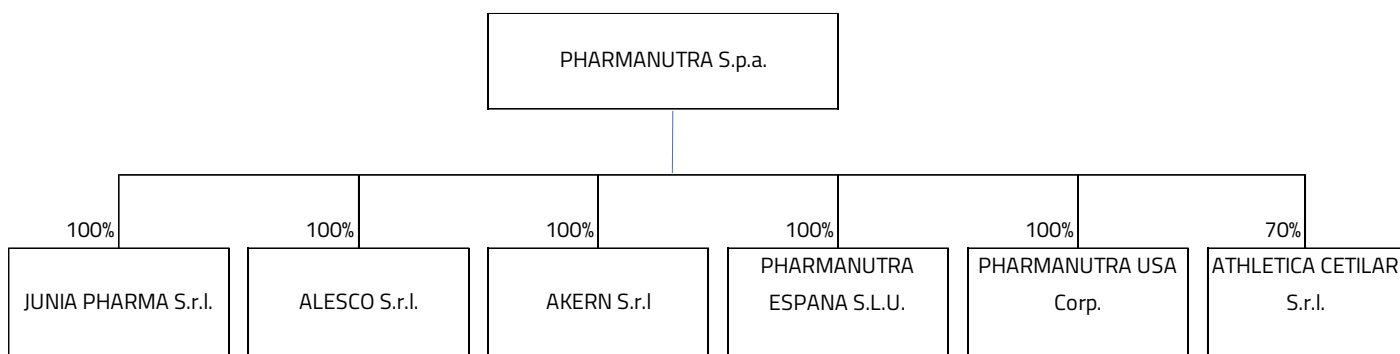 PHARMANUTRA S.p.a.
100%
100%
100%
100%
100%
70%
JUNIA PHARMA S.r.l.
ALESCO S.r.l.
AKERN S.r.l
PHARMANUTRA
ESPANA S.L.U.
PHARMANUTRA USA
Corp.
ATHLETICA CETILAR
S.r.l.